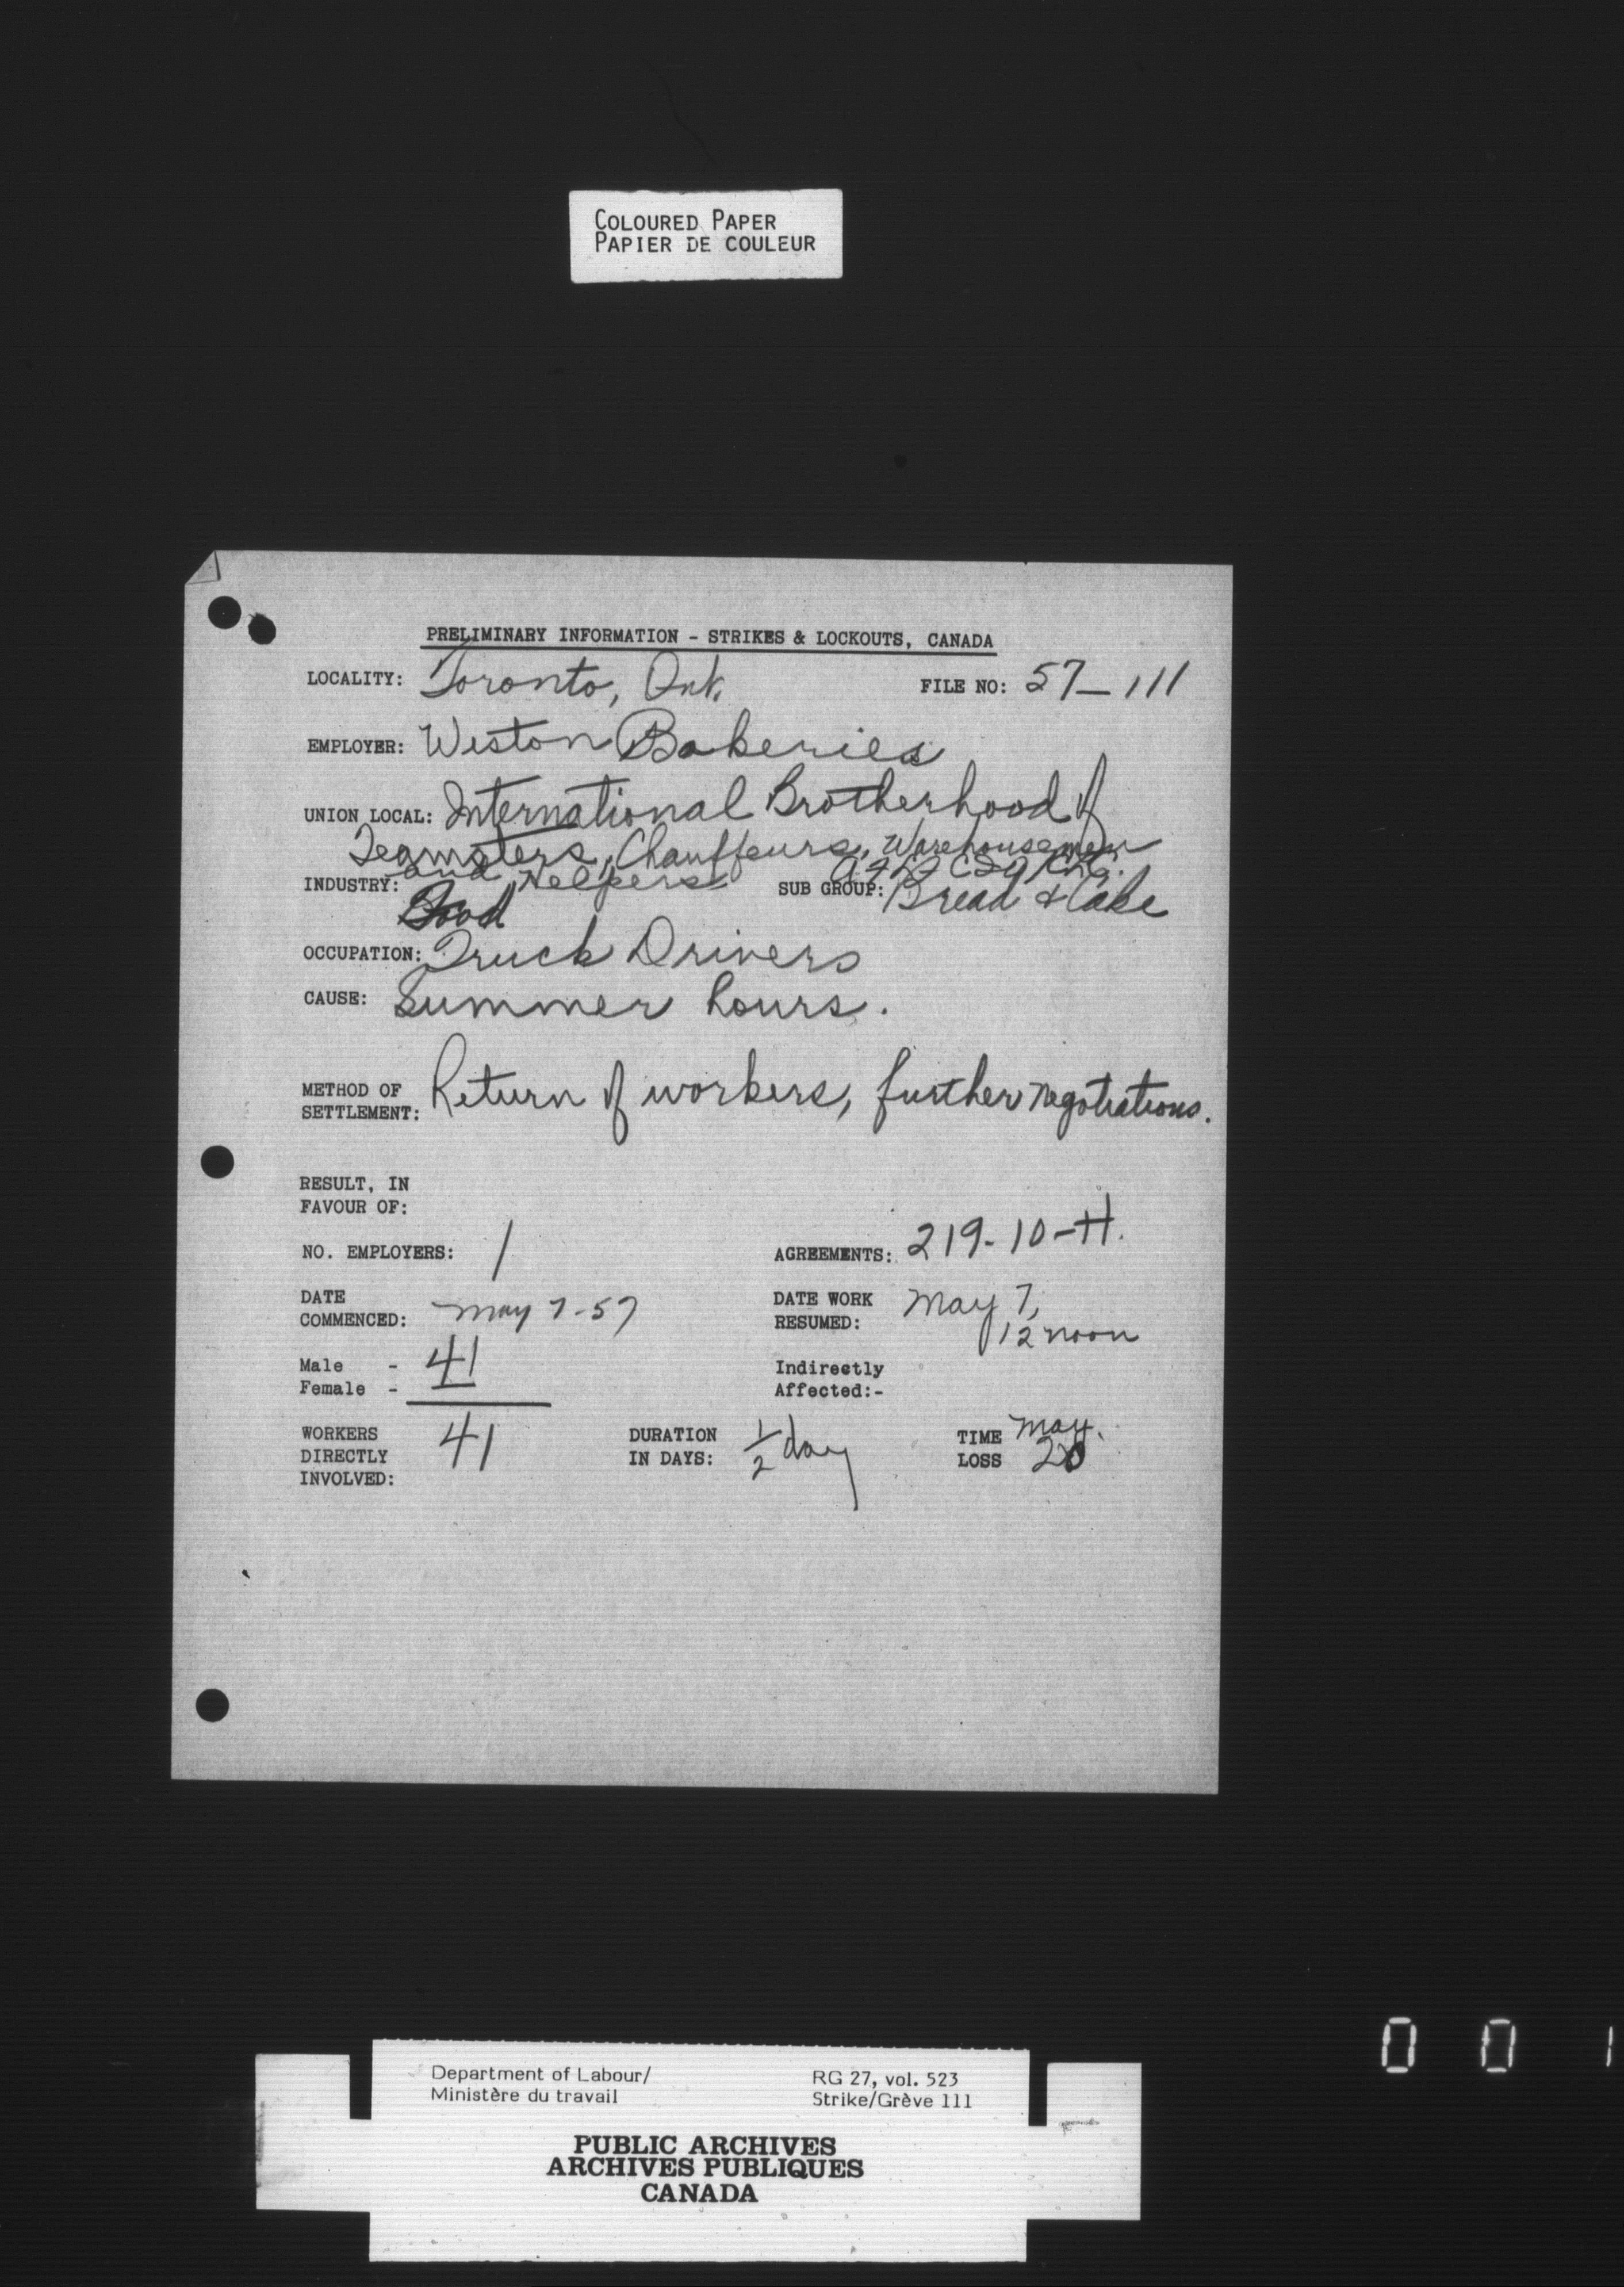 COLOURED PAPER
PAPIER DE COULEUR
PRELIMINARY INFORMATION - STRIKES & LOCKOUTS, CANADA
LOCALITY: Toronto, Ont. FILE NO: 57-111
EMPLOYER: Weston Bakeries
UNION LOCAL: International Brotherhood of
Teamsters, Chauffeurs, Warehousemen
and Helpers
INDUSTRY: Food SUB GROUP: Bread & Cake
OCCUPATION: Truck Drivers
CAUSE: Summer hours.
METHOD OF
SETTLEMENT: Return of workers, further negotiations.
RESULT, IN
FAVOUR OF:
NO. EMPLOYERS: 1 AGREEMENTS: 219-10-H.
DATE
COMMENCED: May 7-57
DATE WORK
RESUMED: May 7,
12 noon
Male - 41
Female -
Indirectly
Affected:-
WORKERS
DIRECTLY
INVOLVED: 41
DURATION
IN DAYS: 1/2 day
TIME
LOSS
May.
20
Department of Labour/
Ministère du travail
RG 27, vol. 523
Strike/Grève 111
PUBLIC ARCHIVES
ARCHIVES PUBLIQUES
CANADA
0 0 1